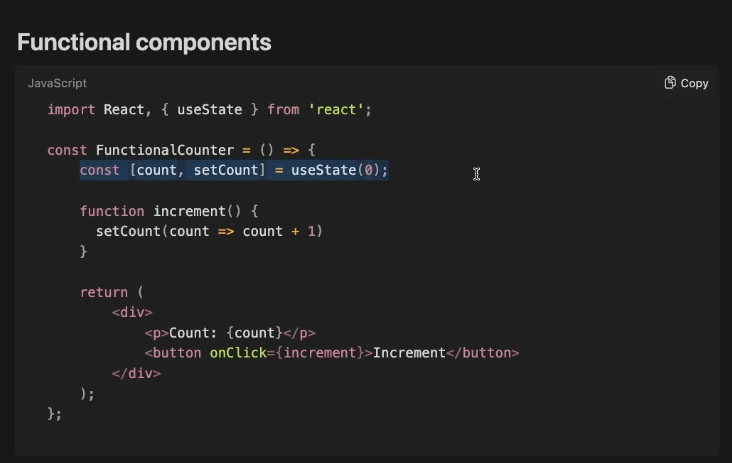 Functional components
JavaScript
Copy
import React, { useState } from 'react';
const FunctionalCounter = () => {
    const [count, setCount] = useState(0);
    function increment() {
      setCount(count => count + 1)
    }
    return (
        <div>
            <p>Count: {count}</p>
            <button onClick={increment}>Increment</button>
        </div>
    );
};